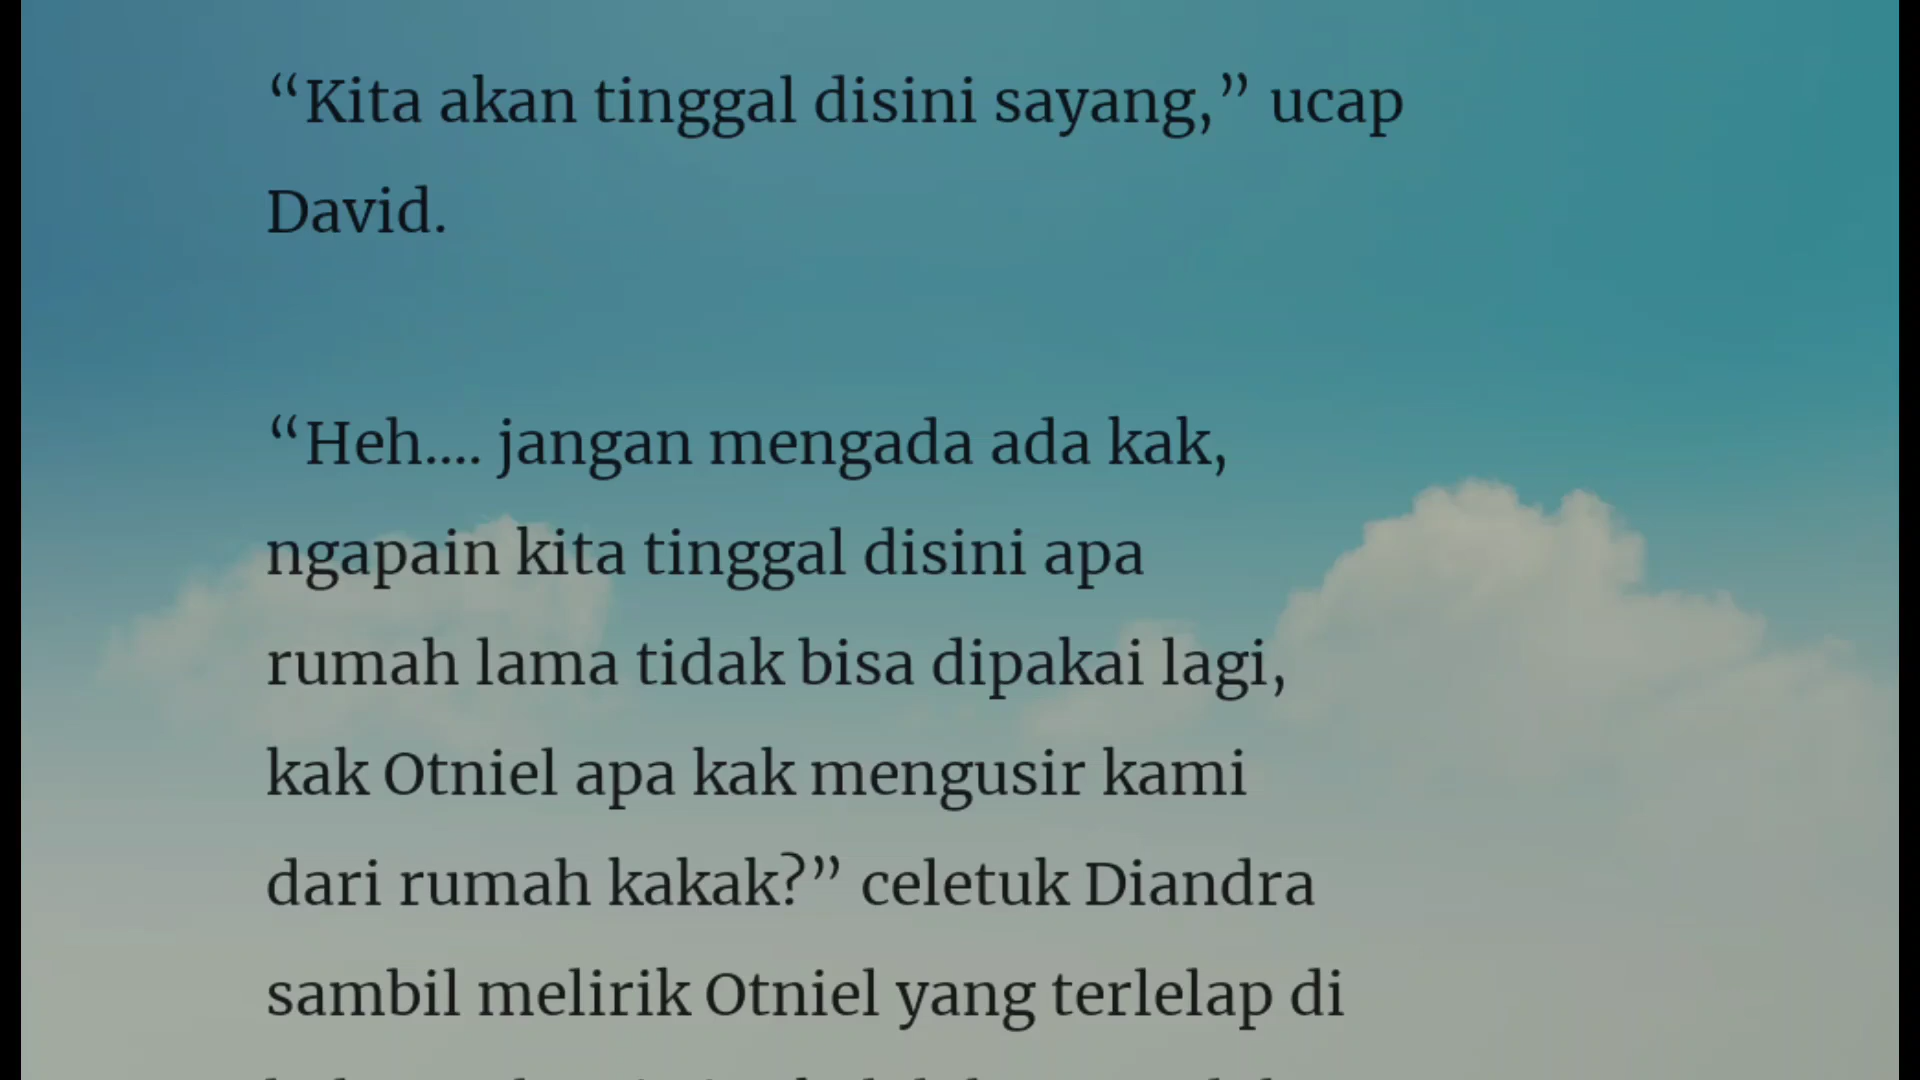 “Kita akan tinggal disini sayang,” ucap
David.
“Heh.... jangan mengada ada kak,
ngapain kita tinggal disini apa
rumah lama tidak bisa dipakai lagi,
kak Otniel apa kak mengusir kami
dari rumah kakak?” celetuk Diandra
sambil melirik Otniel yang terlelap di